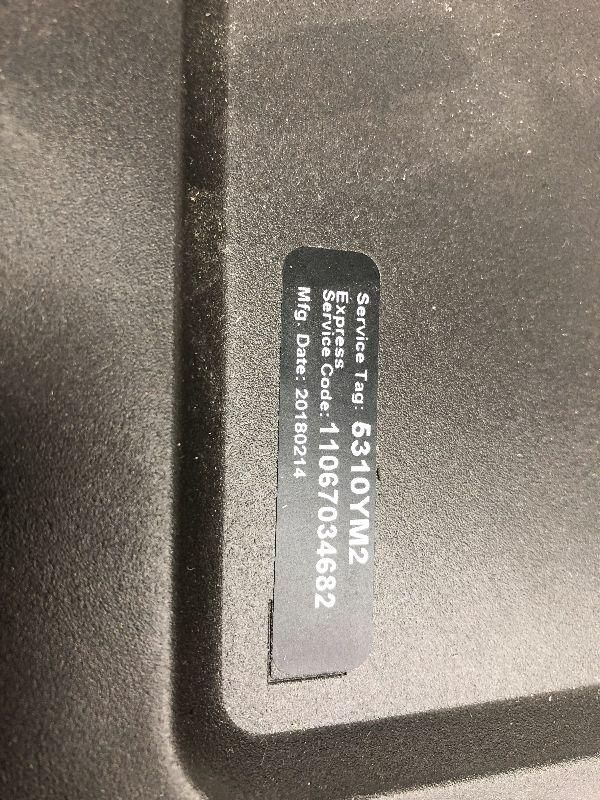 Service Tag: 5310YM2
Express
Service Code: 11067034682
Mfg. Date: 20180214